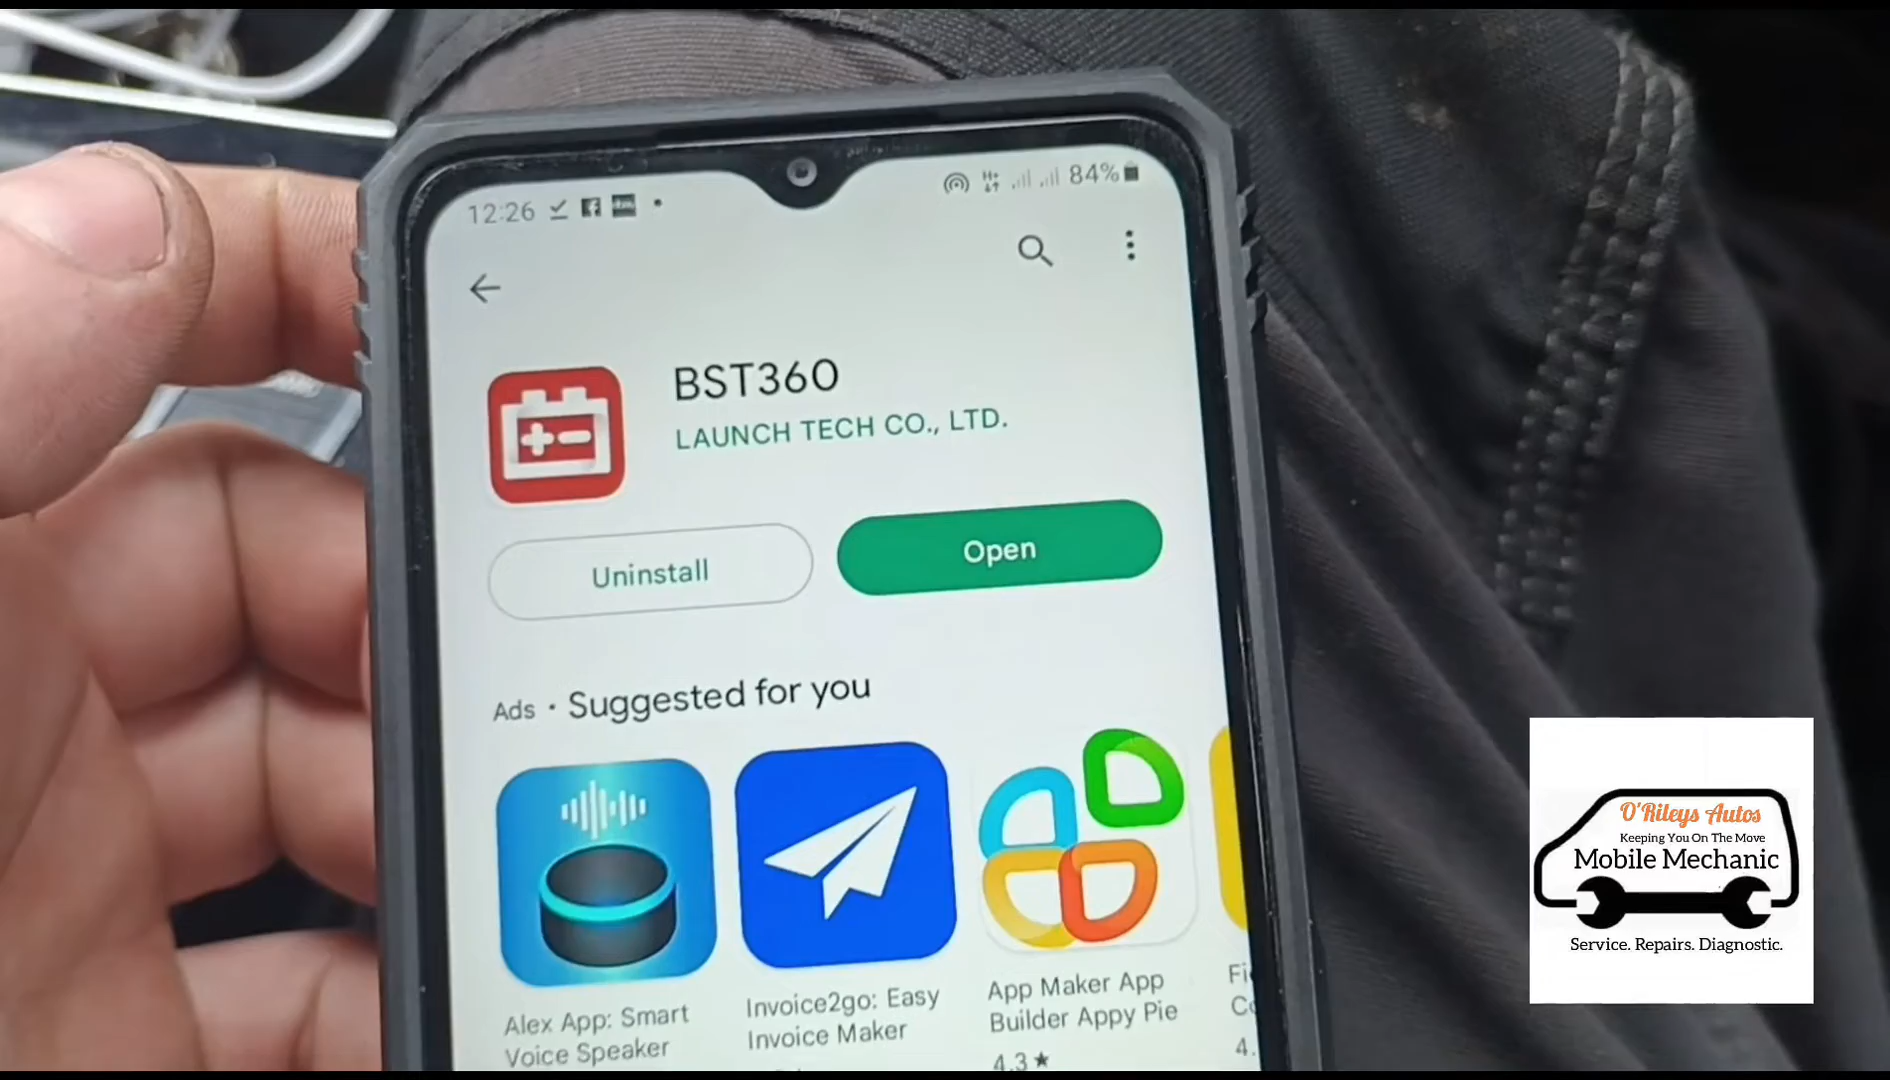 12:26
84%
BST360
LAUNCH TECH CO., LTD.
Uninstall
Open
Ads · Suggested for you
Alex App: Smart
Voice Speaker
Invoice2go: Easy
Invoice Maker
App Maker App
Builder Appy Pie
4.3★
4.
O'Rileys Autos
Keeping You On The Move
Mobile Mechanic
Service. Repairs. Diagnostic.